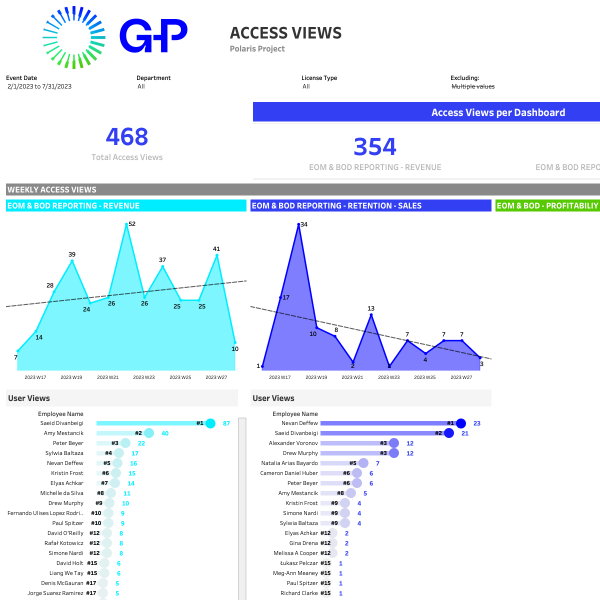 G-P
ACCESS VIEWS
Polaris Project
Event Date
2/1/2023 to 7/31/2023
Department
All
License Type
All
Excluding:
Multiple values
Access Views per Dashboard
468
Total Access Views
354
EOM & BOD REPORTING - REVENUE
EOM & BOD REPO
WEEKLY ACCESS VIEWS
EOM & BOD REPORTING - REVENUE
EOM & BOD REPORTING - RETENTION - SALES
EOM & BOD - PROFITABILIY
7
14
28
39
24
26
52
26
37
25
25
41
10
2023 W17
2023 W19
2023 W21
2023 W23
2023 W25
2023 W27
1
17
34
10
8
2
13
7
4
7
7
3
2023 W17
2023 W19
2023 W21
2023 W23
2023 W25
2023 W27
User Views
Employee Name
Saeid Divanbeigi #1 87
Amy Mestancik #2 40
Peter Beyer #3 22
Sylwia Baltaza #4 17
Nevan Deffew #5 16
Kristin Frost #6 15
Elyas Achkar #7 14
Michelle da Silva #8 11
Drew Murphy #9 10
Fernando Ulises Lopez Rodri.. #10 9
Paul Spitzer #10 9
David O'Reilly #12 8
Rafał Kotowicz #12 8
Simone Nardi #12 8
David Holt #15 6
Liang We Tay #15 6
Denis McGauran #17 5
Jorge Suarez Ramirez #17 5
User Views
Employee Name
Nevan Deffew #1 23
Saeid Divanbeigi #2 21
Alexander Voronov #3 12
Drew Murphy #3 12
Natalia Arias Bayardo #5 7
Cameron Daniel Huber #6 6
Peter Beyer #6 6
Amy Mestancik #8 5
Kristin Frost #9 4
Simone Nardi #9 4
Sylwia Baltaza #9 4
Elyas Achkar #12 2
Gina Drena #12 2
Melissa A Cooper #12 2
Łukasz Pelczar #15 1
Meg-Ann Meaney #15 1
Paul Spitzer #15 1
Richard Clarke #15 1